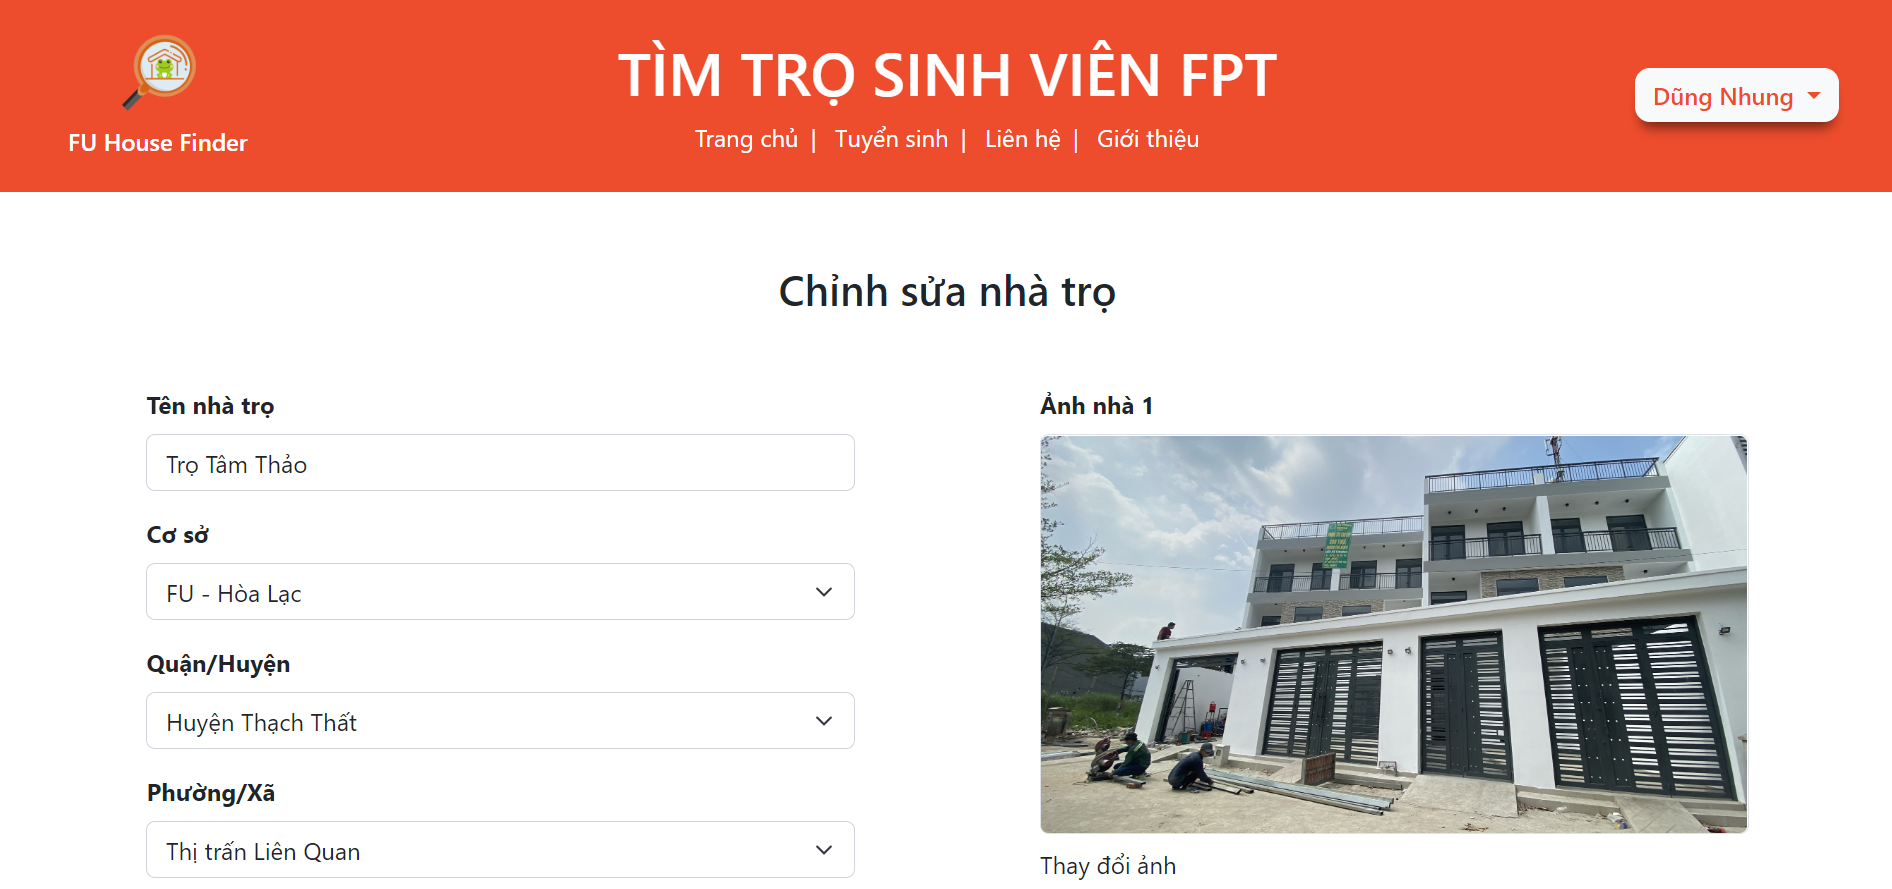 FU House Finder
TÌM TRỌ SINH VIÊN FPT
Trang chủ | Tuyển sinh | Liên hệ | Giới thiệu
Dũng Nhung
Chỉnh sửa nhà trọ
Tên nhà trọ
Trọ Tâm Thảo
Cơ sở
FU - Hòa Lạc
Quận/Huyện
Huyện Thạch Thất
Phường/Xã
Thị trấn Liên Quan
Ảnh nhà 1
Thay đổi ảnh